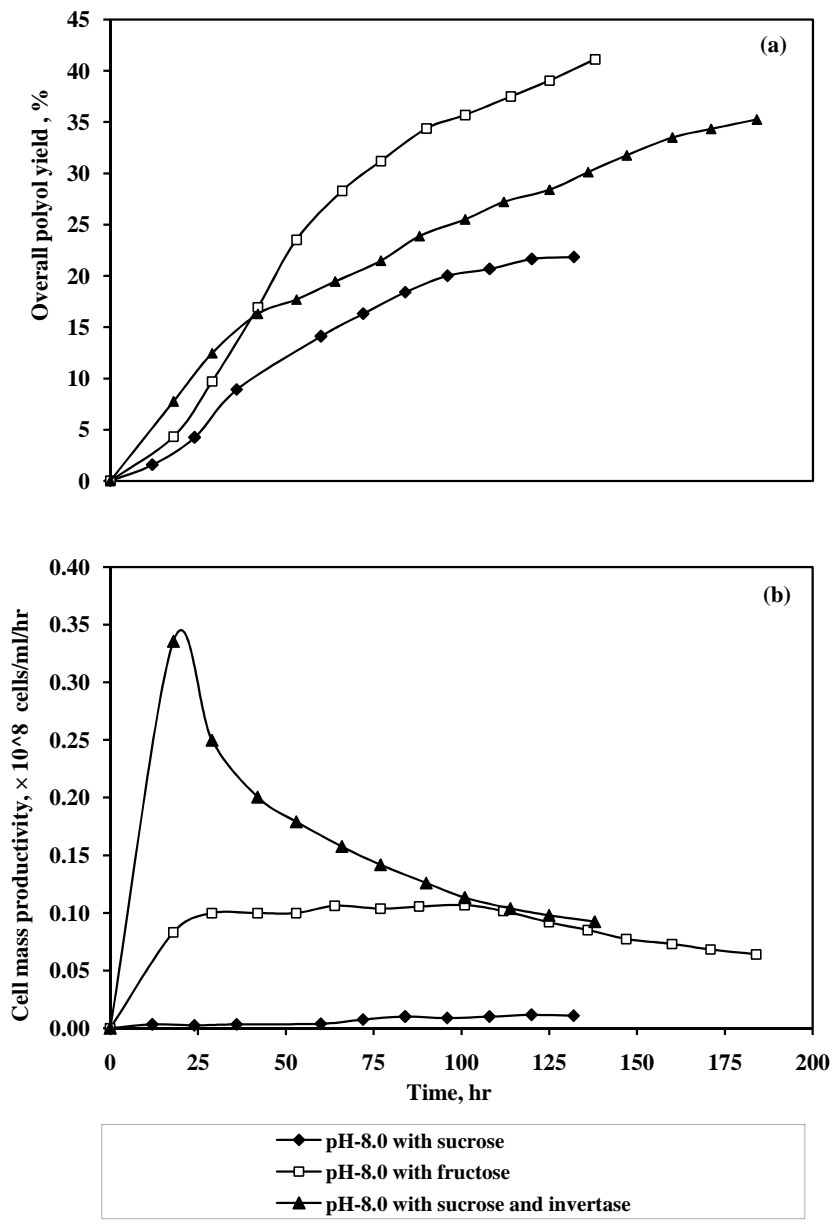 45
40
35
30
25
20
15
10
5
0
Overall polyol yield , %
(a)
0.40
0.35
0.30
0.25
0.20
0.15
0.10
0.05
0.00
Cell mass productivity, × 10^8 cells/ml/hr
(b)
0 25 50 75 100 125 150 175 200
Time, hr
pH-8.0 with sucrose
pH-8.0 with fructose
pH-8.0 with sucrose and invertase